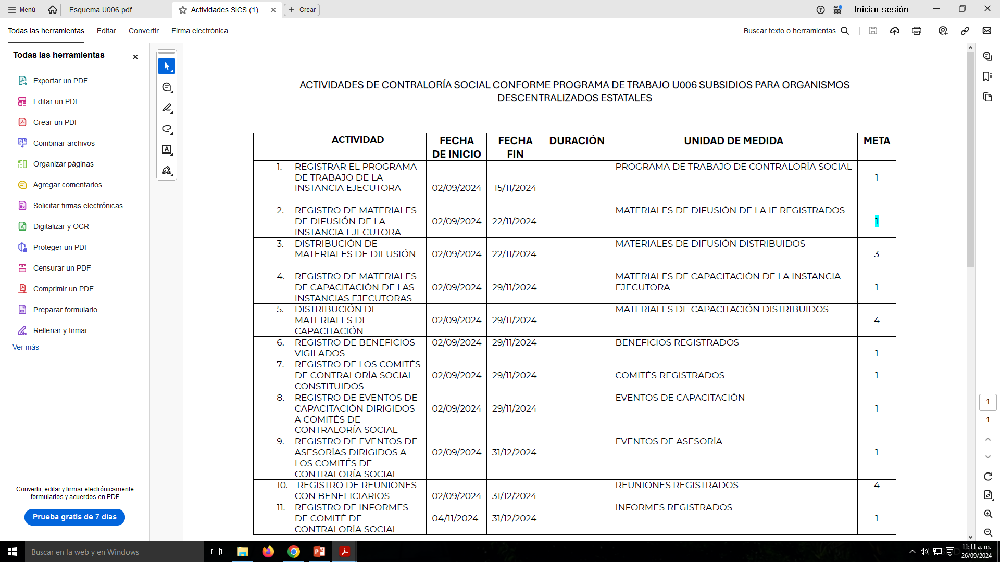 Menú
Esquema U006.pdf
Actividades SICS (1)...
Crear
Iniciar sesión
Todas las herramientas
Editar
Convertir
Firma electrónica
Buscar texto o herramientas
Todas las herramientas
Exportar un PDF
Editar un PDF
Crear un PDF
Combinar archivos
Organizar páginas
Agregar comentarios
Solicitar firmas electrónicas
Digitalizar y OCR
Proteger un PDF
Censurar un PDF
Comprimir un PDF
Preparar formulario
Rellenar y firmar
Ver más
Convertir, editar y firmar electrónicamente
formularios y acuerdos en PDF
Prueba gratis de 7 días
ACTIVIDADES DE CONTRALORÍA SOCIAL CONFORME PROGRAMA DE TRABAJO U006 SUBSIDIOS PARA ORGANISMOS
DESCENTRALIZADOS ESTATALES
ACTIVIDAD
FECHA
DE INICIO
FECHA
FIN
DURACIÓN
UNIDAD DE MEDIDA
META
1. REGISTRAR EL PROGRAMA
DE TRABAJO DE LA
INSTANCIA EJECUTORA
02/09/2024
15/11/2024
PROGRAMA DE TRABAJO DE CONTRALORÍA SOCIAL
1
2. REGISTRO DE MATERIALES
DE DIFUSIÓN DE LA
INSTANCIA EJECUTORA
02/09/2024
22/11/2024
MATERIALES DE DIFUSIÓN DE LA IE REGISTRADOS
1
3. DISTRIBUCIÓN DE
MATERIALES DE DIFUSIÓN
02/09/2024
22/11/2024
MATERIALES DE DIFUSIÓN DISTRIBUIDOS
3
4. REGISTRO DE MATERIALES
DE CAPACITACIÓN DE LAS
INSTANCIAS EJECUTORAS
02/09/2024
29/11/2024
MATERIALES DE CAPACITACIÓN DE LA INSTANCIA
EJECUTORA
1
5. DISTRIBUCIÓN DE
MATERIALES DE
CAPACITACIÓN
02/09/2024
29/11/2024
MATERIALES DE CAPACITACIÓN DISTRIBUIDOS
4
6. REGISTRO DE BENEFICIOS
VIGILADOS
02/09/2024
29/11/2024
BENEFICIOS REGISTRADOS
1
7. REGISTRO DE LOS COMITÉS
DE CONTRALORÍA SOCIAL
CONSTITUIDOS
02/09/2024
29/11/2024
COMITÉS REGISTRADOS
1
8. REGISTRO DE EVENTOS DE
CAPACITACIÓN DIRIGIDOS
A COMITÉS DE
CONTRALORÍA SOCIAL
02/09/2024
29/11/2024
EVENTOS DE CAPACITACIÓN
1
9. REGISTRO DE EVENTOS DE
ASESORÍAS DIRIGIDOS A
LOS COMITÉS DE
CONTRALORÍA SOCIAL
02/09/2024
31/12/2024
EVENTOS DE ASESORÍA
1
10. REGISTRO DE REUNIONES
CON BENEFICIARIOS
02/09/2024
31/12/2024
REUNIONES REGISTRADOS
4
11. REGISTRO DE INFORMES
DE COMITÉ DE
CONTRALORÍA SOCIAL
04/11/2024
31/12/2024
INFORMES REGISTRADOS
1
1
1
Buscar en la web y en Windows
11:11 a. m.
26/09/2024